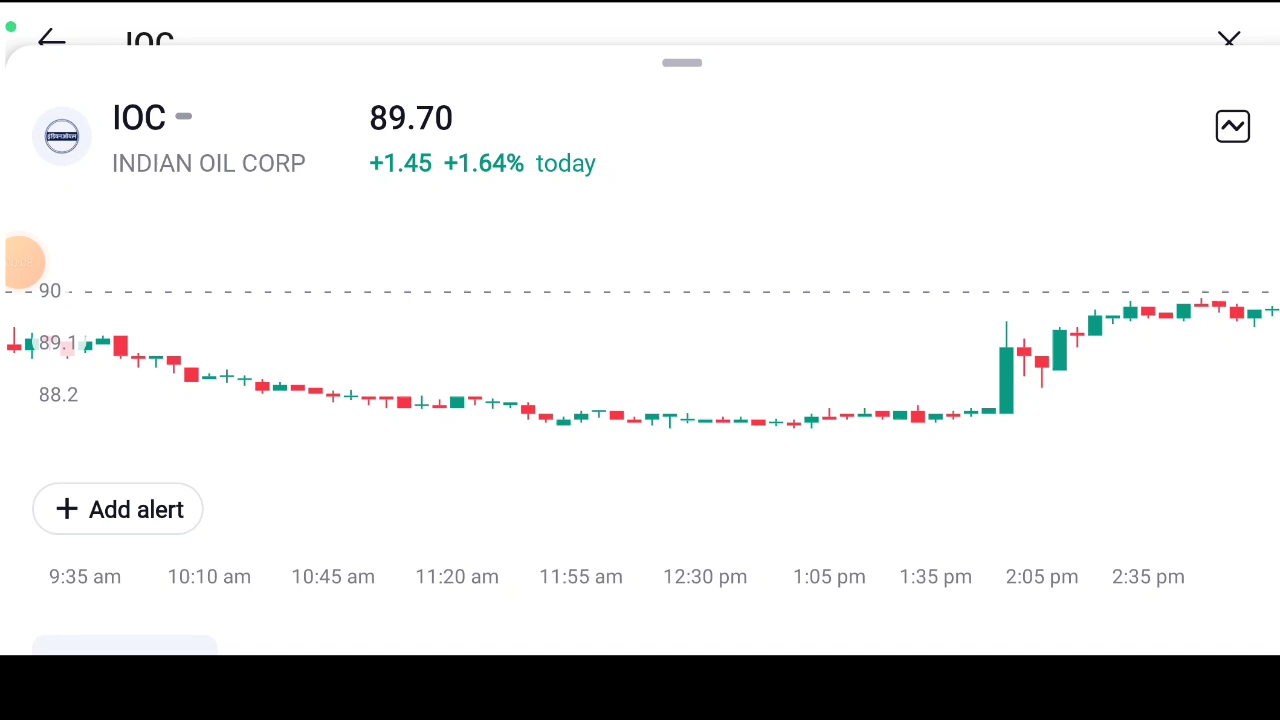 IOC
IOC
89.70
इंडियनऑयल
INDIAN OIL CORP
+1.45 +1.64% today
90
89.1
88.2
+ Add alert
9:35 am 10:10 am 10:45 am 11:20 am 11:55 am 12:30 pm 1:05 pm 1:35 pm 2:05 pm 2:35 pm